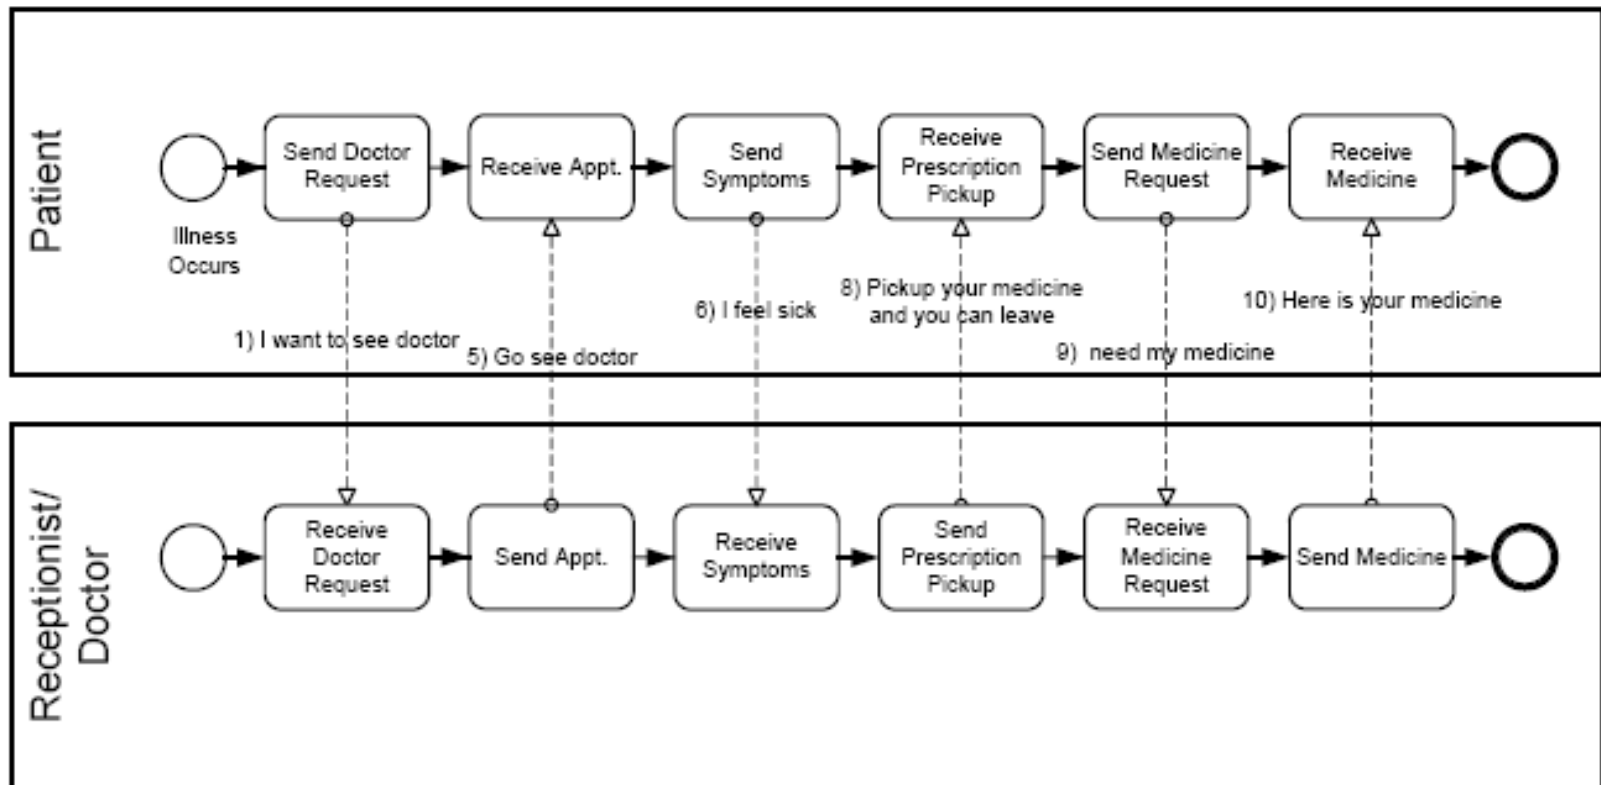 Patient
Send Doctor
Request
Receive Appt.
Send
Symptoms
Receive
Prescription
Pickup
Send Medicine
Request
Receive
Medicine
Illness
Occurs
1) I want to see doctor
5) Go see doctor
6) I feel sick
8) Pickup your medicine
and you can leave
9) need my medicine
10) Here is your medicine
Receptionist/
Doctor
Receive
Doctor
Request
Send Appt.
Receive
Symptoms
Send
Prescription
Pickup
Receive
Medicine
Request
Send Medicine